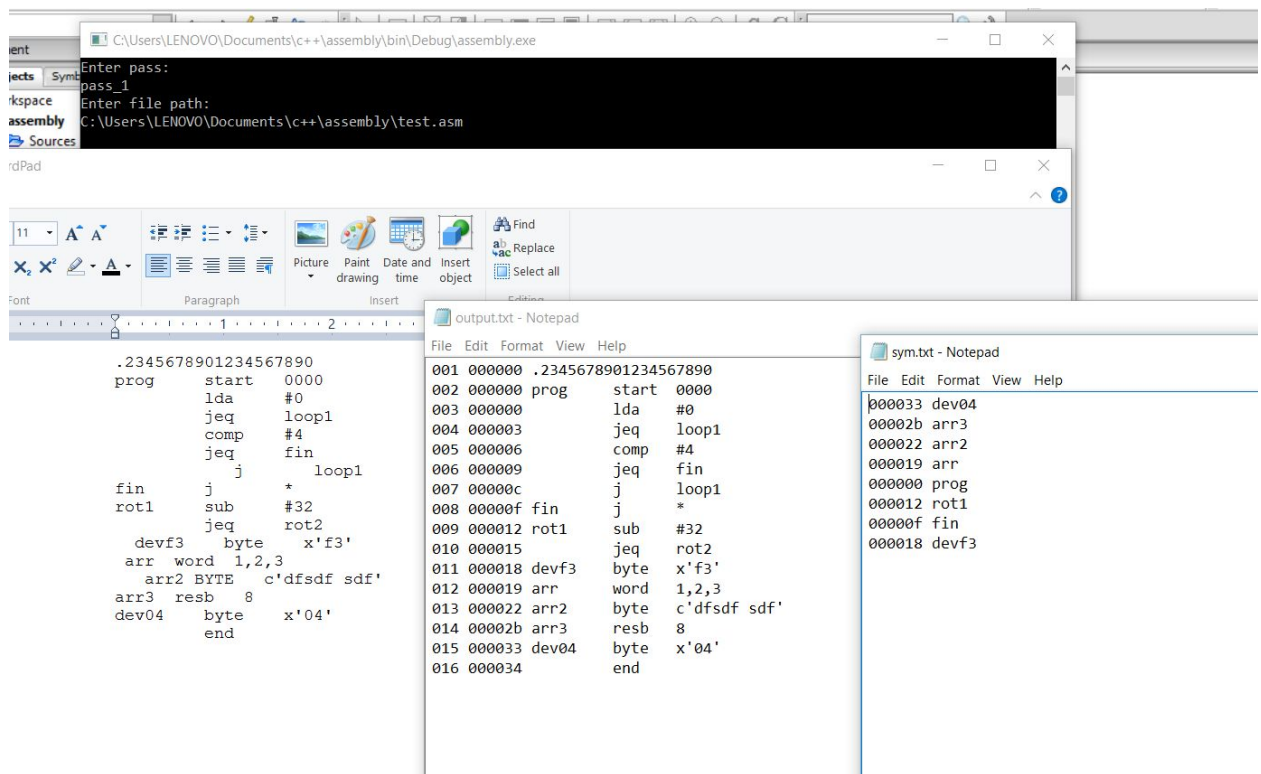 C:\Users\LENOVO\Documents\c++\assembly\bin\Debug\assembly.exe
ient
jects Symb
rkspace
assembly
Sources
Enter pass:
pass_1
Enter file path:
C:\Users\LENOVO\Documents\c++\assembly\test.asm
rdPad
11 A A
X₂ X² A
Picture Paint drawing Date and time Insert object
Find
Replace
Select all
Font Paragraph Insert Editing
1 2
.2345678901234567890
prog start 0000
lda #0
jeq loop1
comp #4
jeq fin
j loop1
fin j *
rot1 sub #32
jeq rot2
devf3 byte x'f3'
arr word 1,2,3
arr2 BYTE c'dfsdf sdf'
arr3 resb 8
dev04 byte x'04'
end
output.txt - Notepad
File Edit Format View Help
001 000000 .2345678901234567890
002 000000 prog start 0000
003 000000 lda #0
004 000003 jeq loop1
005 000006 comp #4
006 000009 jeq fin
007 00000c j loop1
008 00000f fin j *
009 000012 rot1 sub #32
010 000015 jeq rot2
011 000018 devf3 byte x'f3'
012 000019 arr word 1,2,3
013 000022 arr2 byte c'dfsdf sdf'
014 00002b arr3 resb 8
015 000033 dev04 byte x'04'
016 000034 end
sym.txt - Notepad
File Edit Format View Help
000033 dev04
00002b arr3
000022 arr2
000019 arr
000000 prog
000012 rot1
00000f fin
000018 devf3